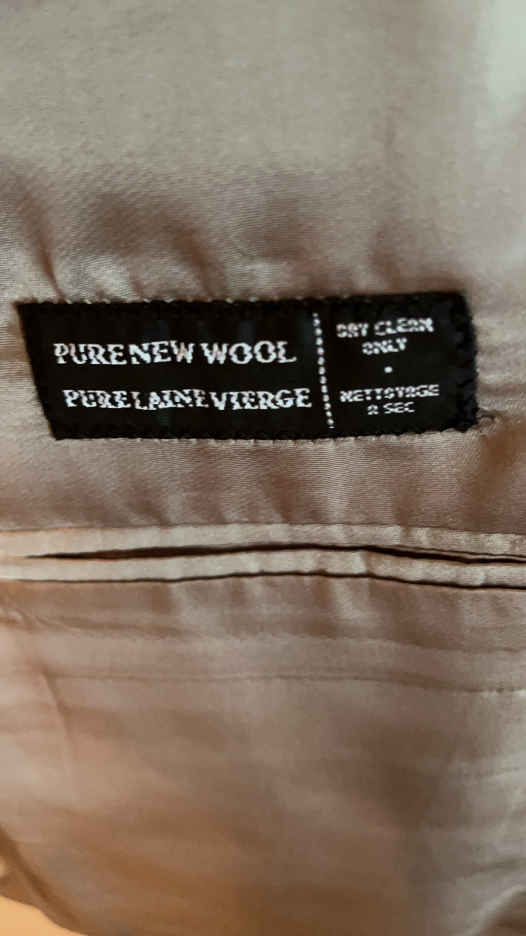 PURE NEW WOOL
PURE LAINE VIERGE
DRY CLEAN
ONLY
•
NETTOYAGE
A SEC